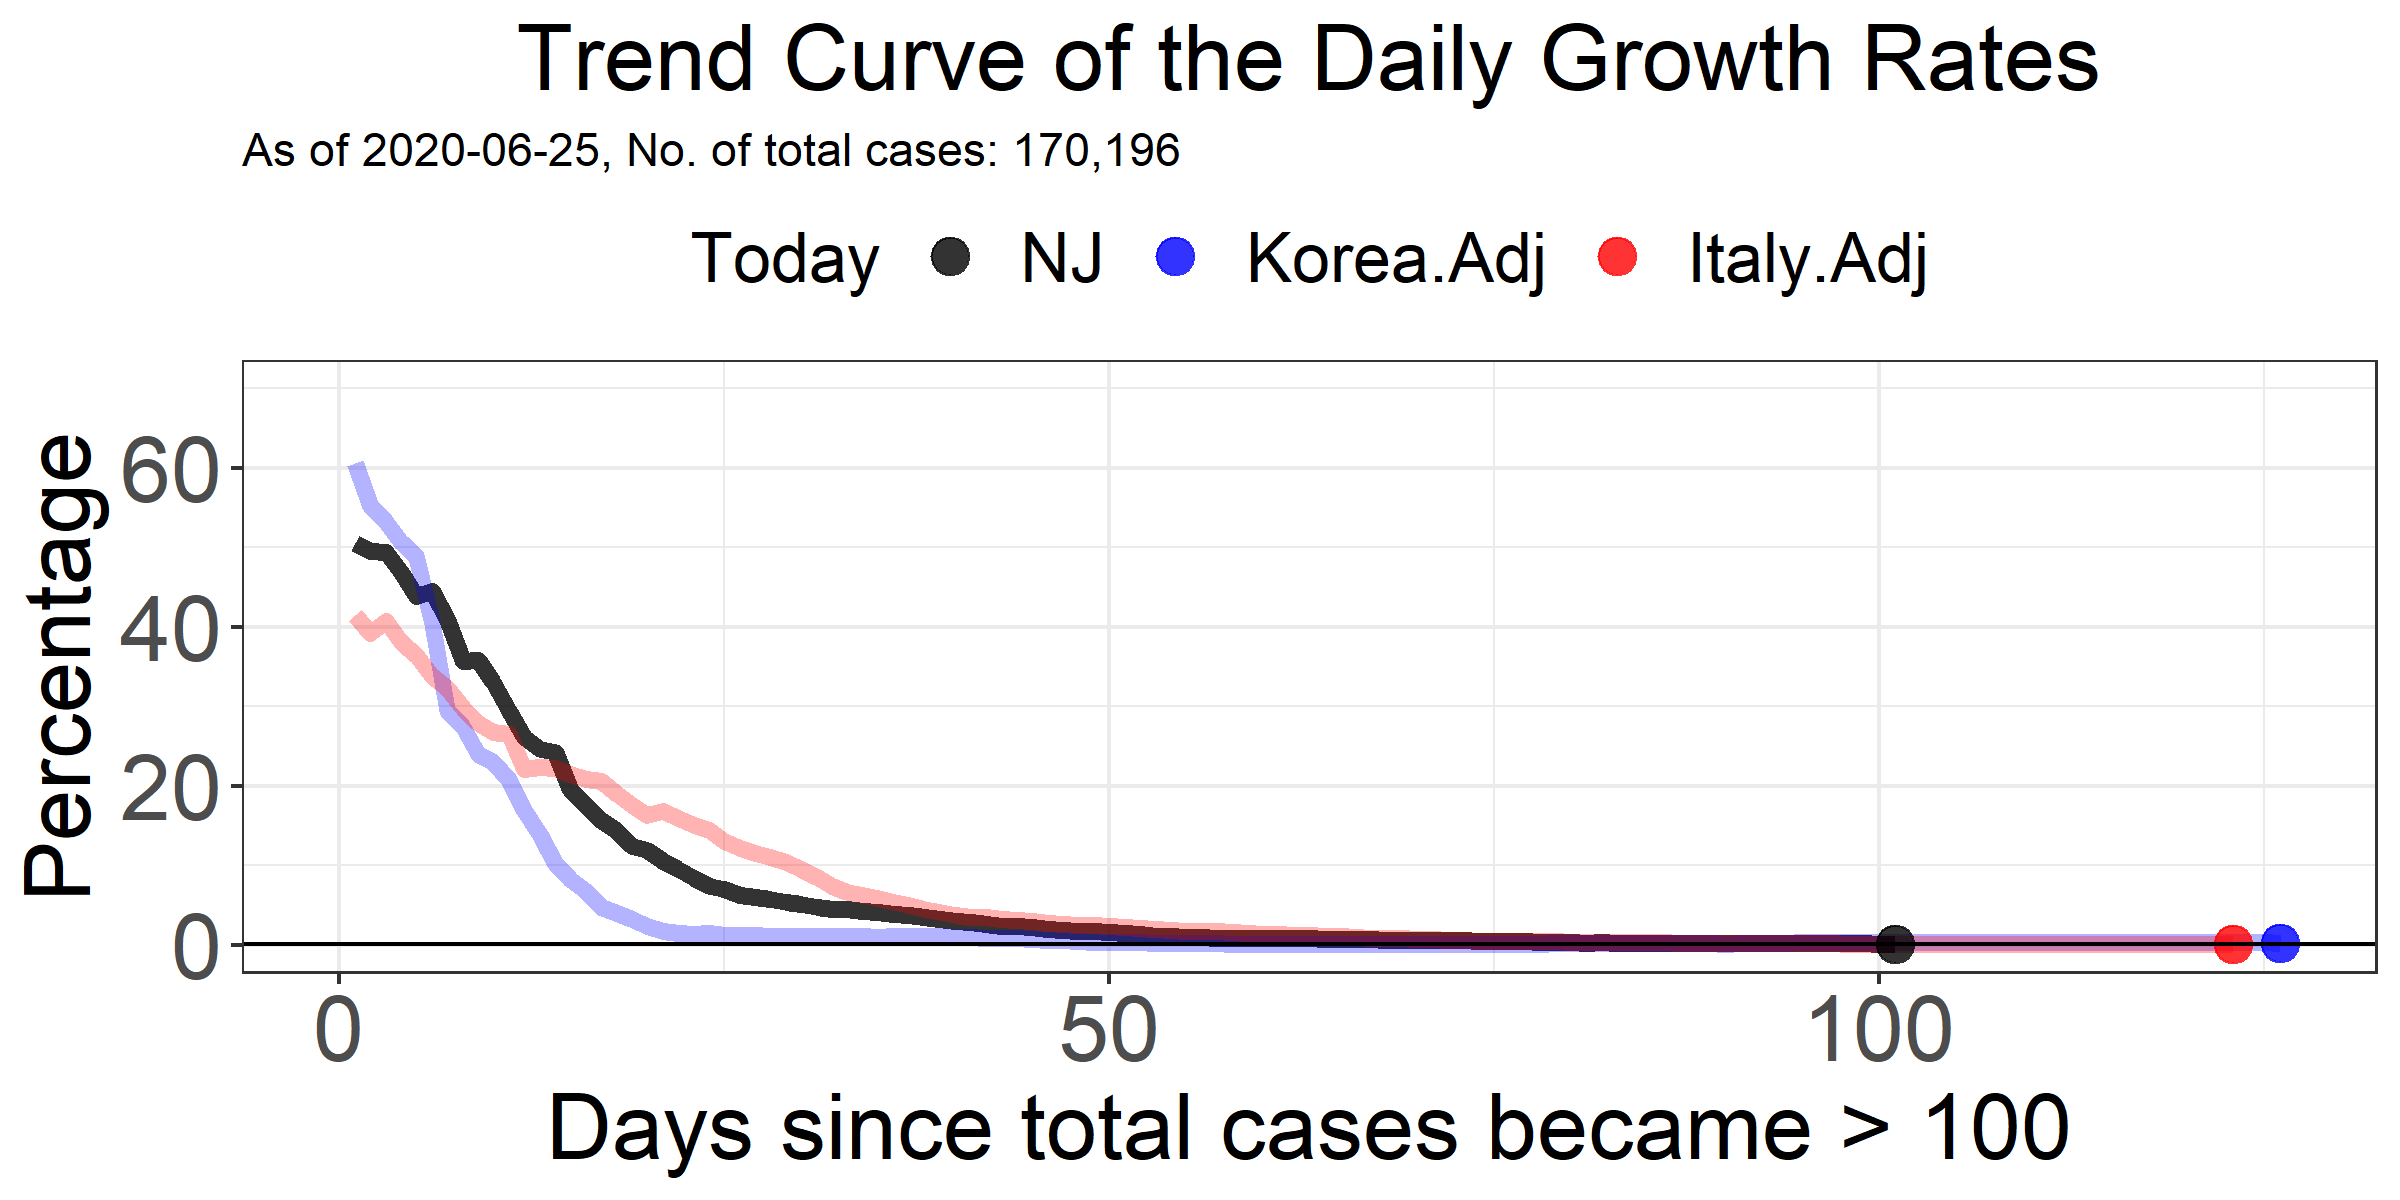 Trend Curve of the Daily Growth Rates
As of 2020-06-25, No. of total cases: 170,196
Today NJ Korea.Adj Italy.Adj
Percentage
60
40
20
0
0 50 100
Days since total cases became > 100